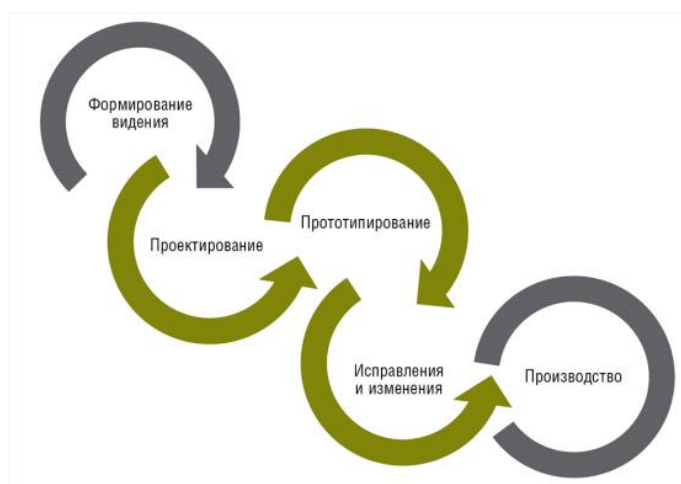 Формирование
видения
Проектирование
Прототипирование
Исправления
и изменения
Производство